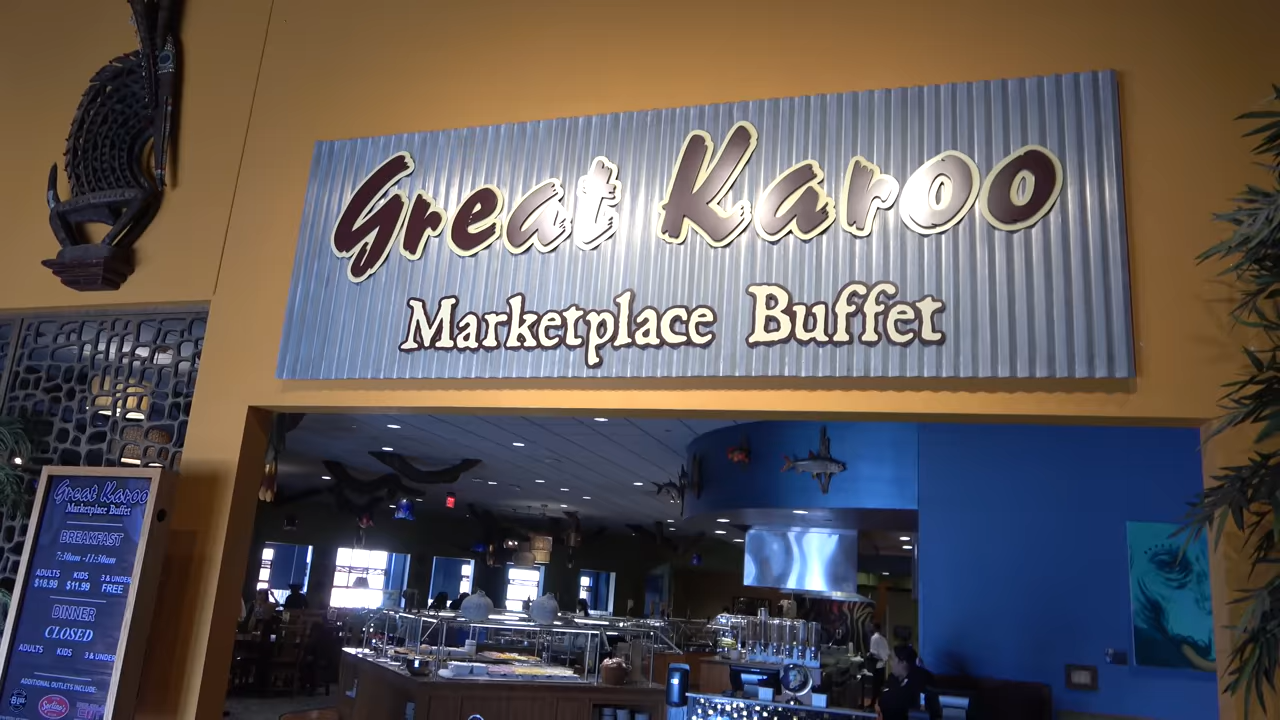 Great Karoo
Marketplace Buffet
Great Karoo
Marketplace Buffet
BREAKFAST
7:30am -11:30am
ADULTS KIDS 3 & UNDER
$18.99 $11.99 FREE
DINNER
CLOSED
ADULTS KIDS 3 & UNDER
ADDITIONAL OUTLETS INCLUDE: